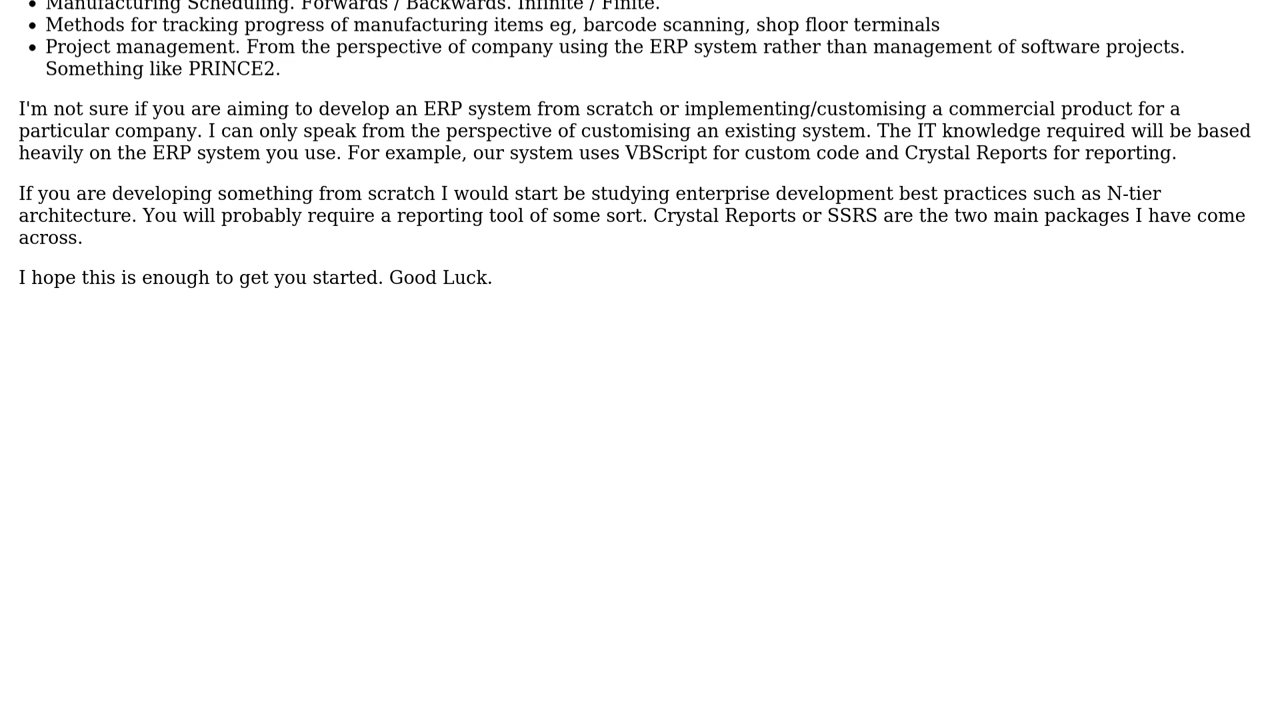 • Manufacturing Scheduling. Forwards / Backwards. Infinite / Finite.
• Methods for tracking progress of manufacturing items eg, barcode scanning, shop floor terminals
• Project management. From the perspective of company using the ERP system rather than management of software projects.
Something like PRINCE2.
I'm not sure if you are aiming to develop an ERP system from scratch or implementing/customising a commercial product for a
particular company. I can only speak from the perspective of customising an existing system. The IT knowledge required will be based
heavily on the ERP system you use. For example, our system uses VBScript for custom code and Crystal Reports for reporting.
If you are developing something from scratch I would start be studying enterprise development best practices such as N-tier
architecture. You will probably require a reporting tool of some sort. Crystal Reports or SSRS are the two main packages I have come
across.
I hope this is enough to get you started. Good Luck.